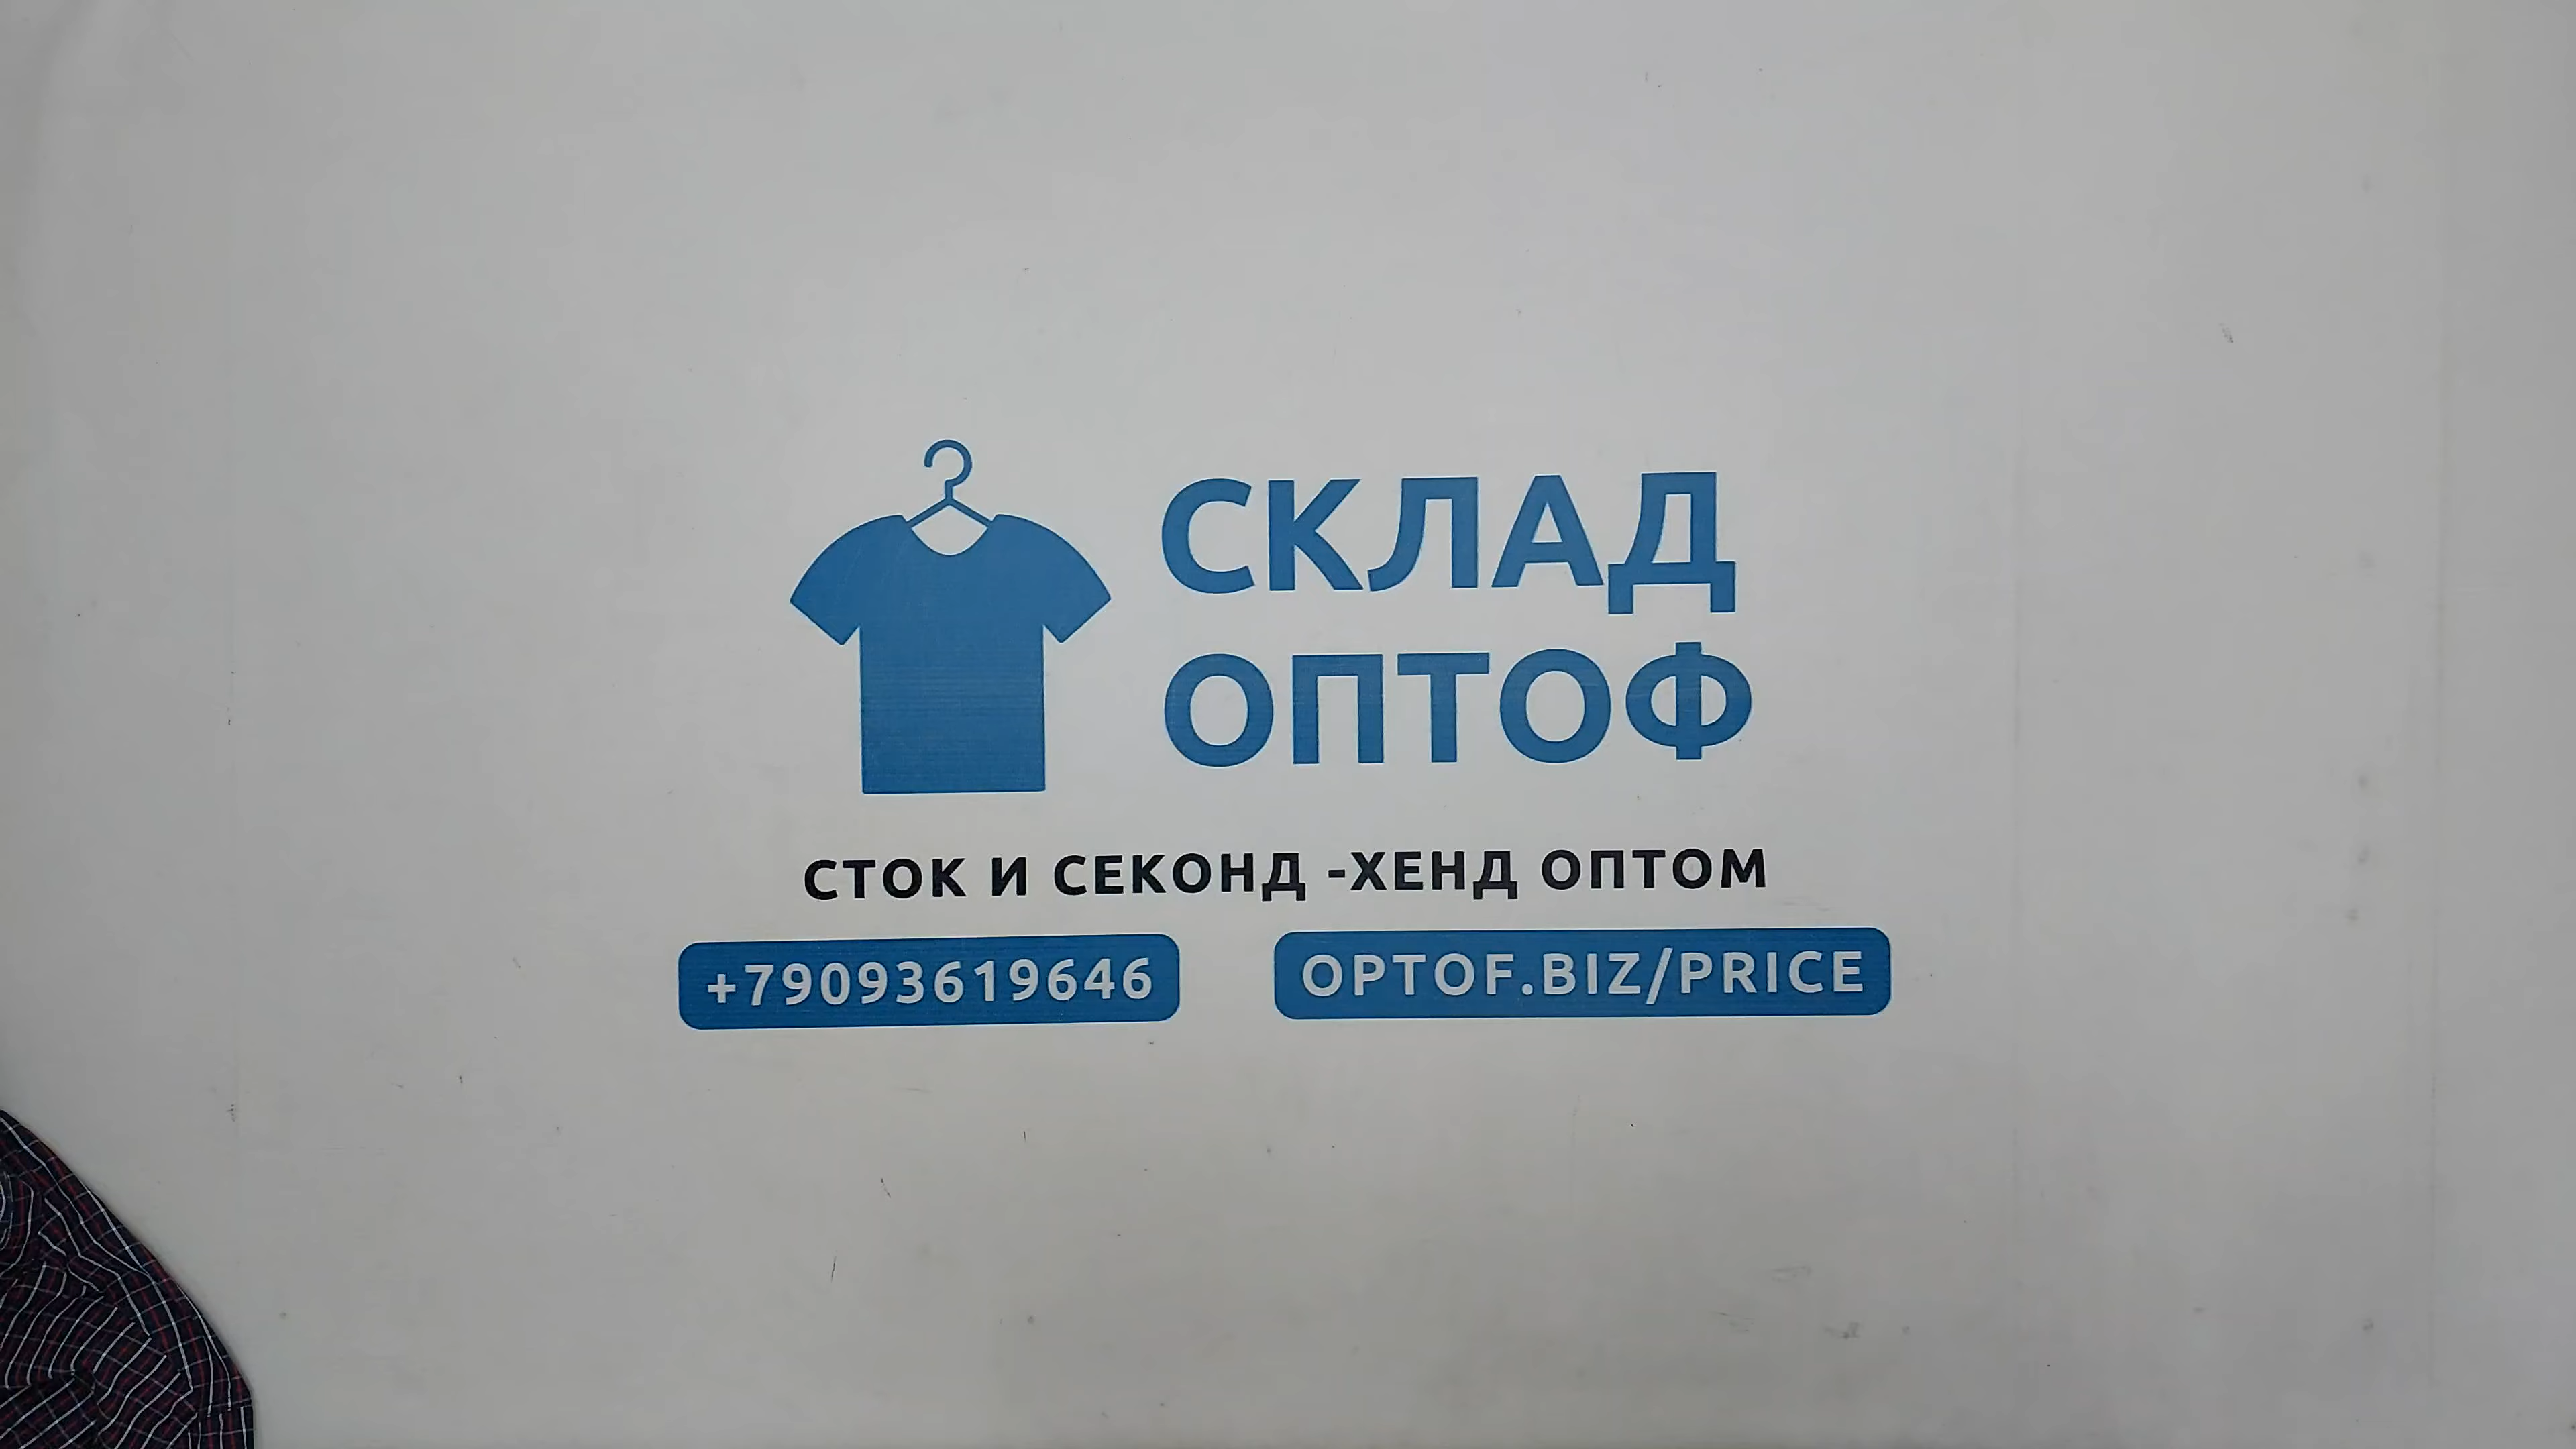 СКЛАД
ОПТОФ
СТОК И СЕКОНД -ХЕНД ОПТОМ
+79093619646
OPTOF.BIZ/PRICE